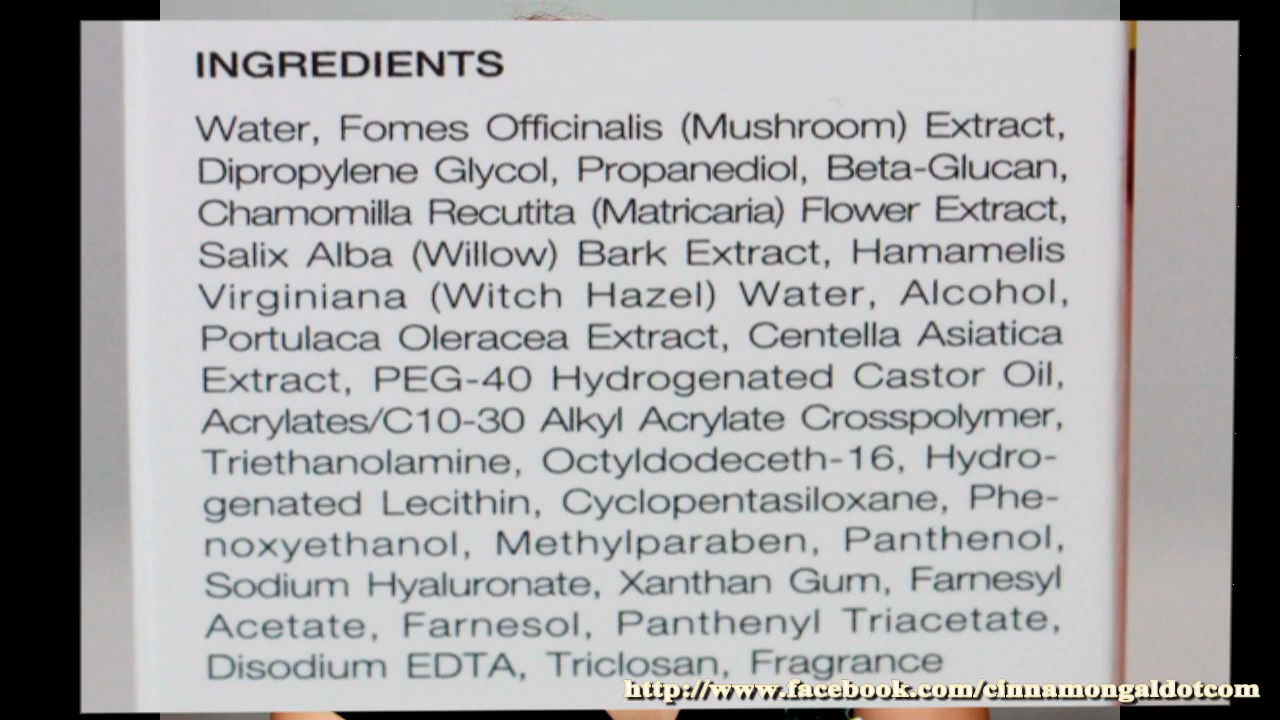 INGREDIENTS
Water, Fomes Officinalis (Mushroom) Extract,
Dipropylene Glycol, Propanediol, Beta-Glucan,
Chamomilla Recutita (Matricaria) Flower Extract,
Salix Alba (Willow) Bark Extract, Hamamelis
Virginiana (Witch Hazel) Water, Alcohol,
Portulaca Oleracea Extract, Centella Asiatica
Extract, PEG-40 Hydrogenated Castor Oil,
Acrylates/C10-30 Alkyl Acrylate Crosspolymer,
Triethanolamine, Octyldodeceth-16, Hydro-
genated Lecithin, Cyclopentasiloxane, Phe-
noxyethanol, Methylparaben, Panthenol,
Sodium Hyaluronate, Xanthan Gum, Farnesyl
Acetate, Farnesol, Panthenyl Triacetate,
Disodium EDTA, Triclosan, Fragrance
http://www.facebook.com/cinnamongaldotcom